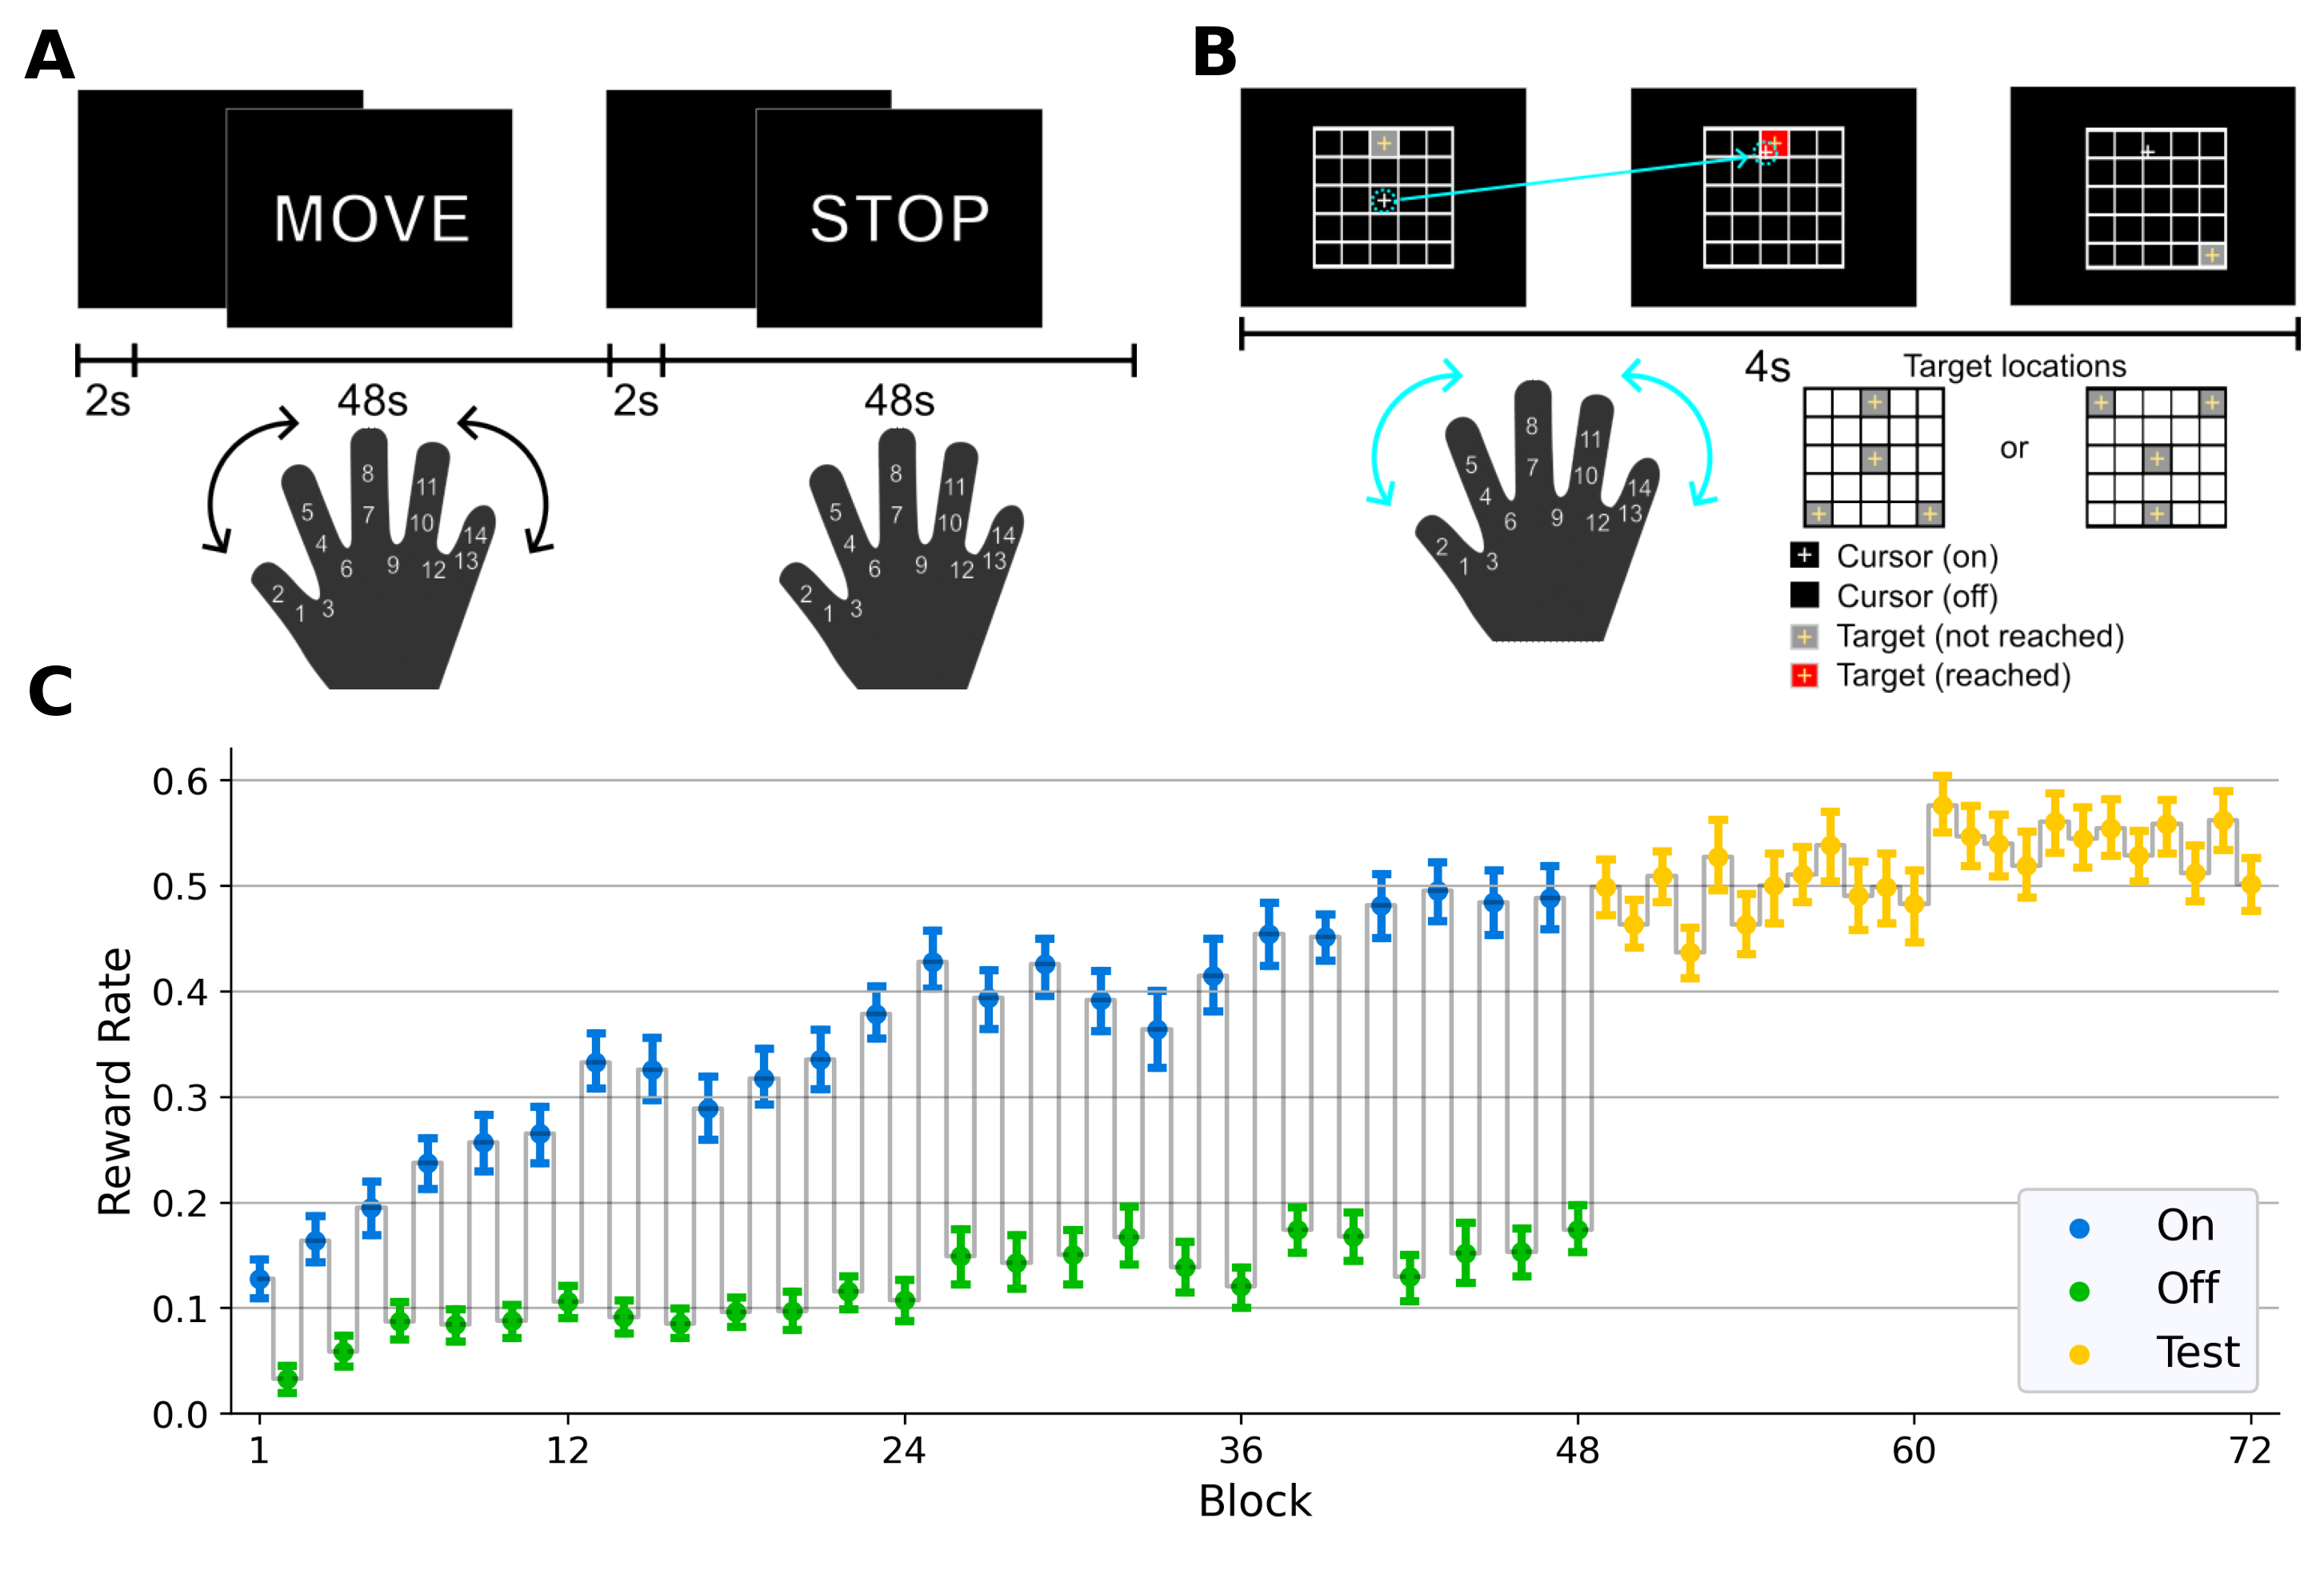 A
MOVE
STOP
2s
48s
2s
48s
8
11
5
7
10
4
14
6
9
12
13
2
1
3
8
11
5
7
10
4
14
6
9
12
13
2
1
3
B
4s
8
11
5
7
10
4
14
6
9
12
13
2
1
3
Target locations
or
Cursor (on)
Cursor (off)
Target (not reached)
Target (reached)
C
Reward Rate
0.6
0.5
0.4
0.3
0.2
0.1
0.0
1
12
24
36
48
60
72
Block
On
Off
Test